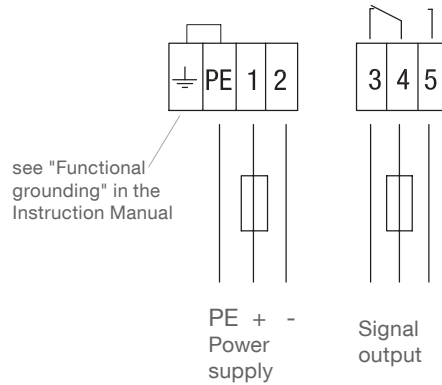 ⏚ PE 1 2
3 4 5
see "Functional
grounding" in the
Instruction Manual
PE + -
Power
supply
Signal
output